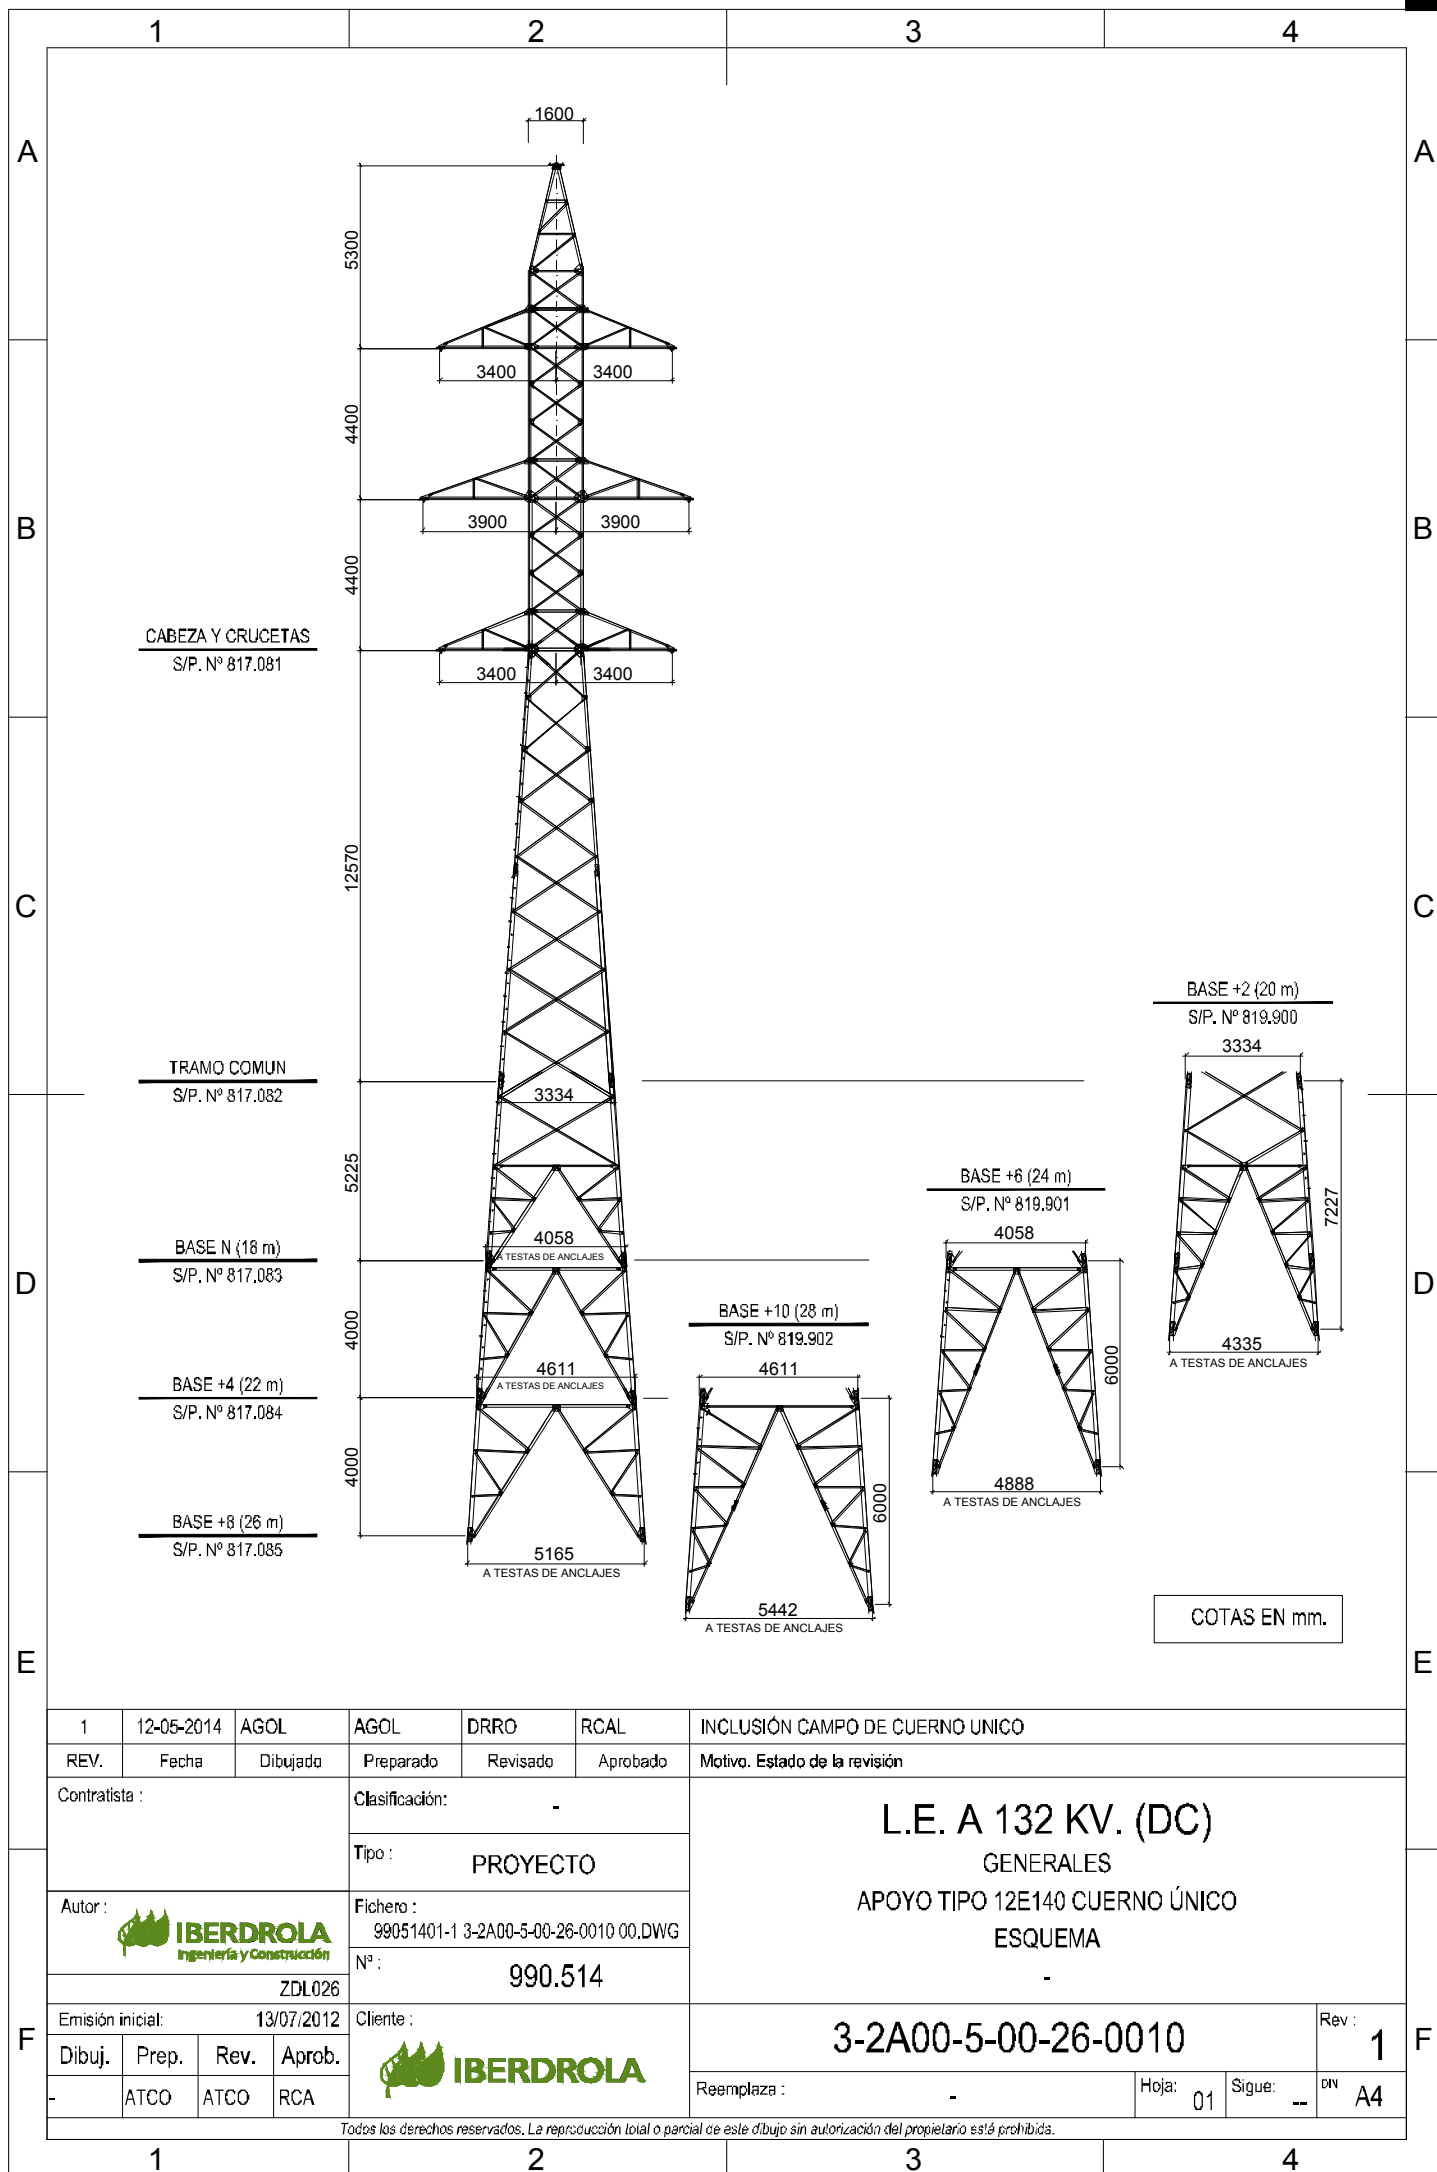 1 2 3 4
A A
1600
5300
3400 3400
4400
B B
3900 3900
4400
CABEZA Y CRUCETAS
S/P. Nº 817.081
3400 3400
12570
C C
BASE +2 (20 m)
S/P. Nº 819.900
3334
TRAMO COMUN
S/P. Nº 817.082
3334
5225
BASE +6 (24 m)
S/P. Nº 819.901
7227
4058
4058
A TESTAS DE ANCLAJES
BASE N (18 m)
S/P. Nº 817.083
D D
BASE +10 (28 m)
S/P. Nº 819.902
4000
4335
A TESTAS DE ANCLAJES
6000
4611
4611
A TESTAS DE ANCLAJES
BASE +4 (22 m)
S/P. Nº 817.084
4000
4888
A TESTAS DE ANCLAJES
6000
BASE +8 (26 m)
S/P. Nº 817.085
5165
A TESTAS DE ANCLAJES
5442
A TESTAS DE ANCLAJES
COTAS EN mm.
E E
1 12-05-2014 AGOL AGOL DRRO RCAL INCLUSIÓN CAMPO DE CUERNO UNICO
REV. Fecha Dibujado Preparado Revisado Aprobado Motivo. Estado de la revisión
Contratista :
Clasificación: -
Tipo : PROYECTO
L.E. A 132 KV. (DC)
GENERALES
APOYO TIPO 12E140 CUERNO ÚNICO
ESQUEMA
-
Autor :
IBERDROLA
Ingeniería y Construcción
ZDL026
Fichero :
99051401-1 3-2A00-5-00-26-0010 00.DWG
Nª : 990.514
Emisión inicial: 13/07/2012
Dibuj. Prep. Rev. Aprob.
- ATCO ATCO RCA
Cliente :
IBERDROLA
3-2A00-5-00-26-0010
Rev : 1
Reemplaza : -
Hoja: 01 Sigue: -- DIN A4
F F
Todos los derechos reservados. La reproducción total o parcial de este dibujo sin autorización del propietario está prohibida.
1 2 3 4